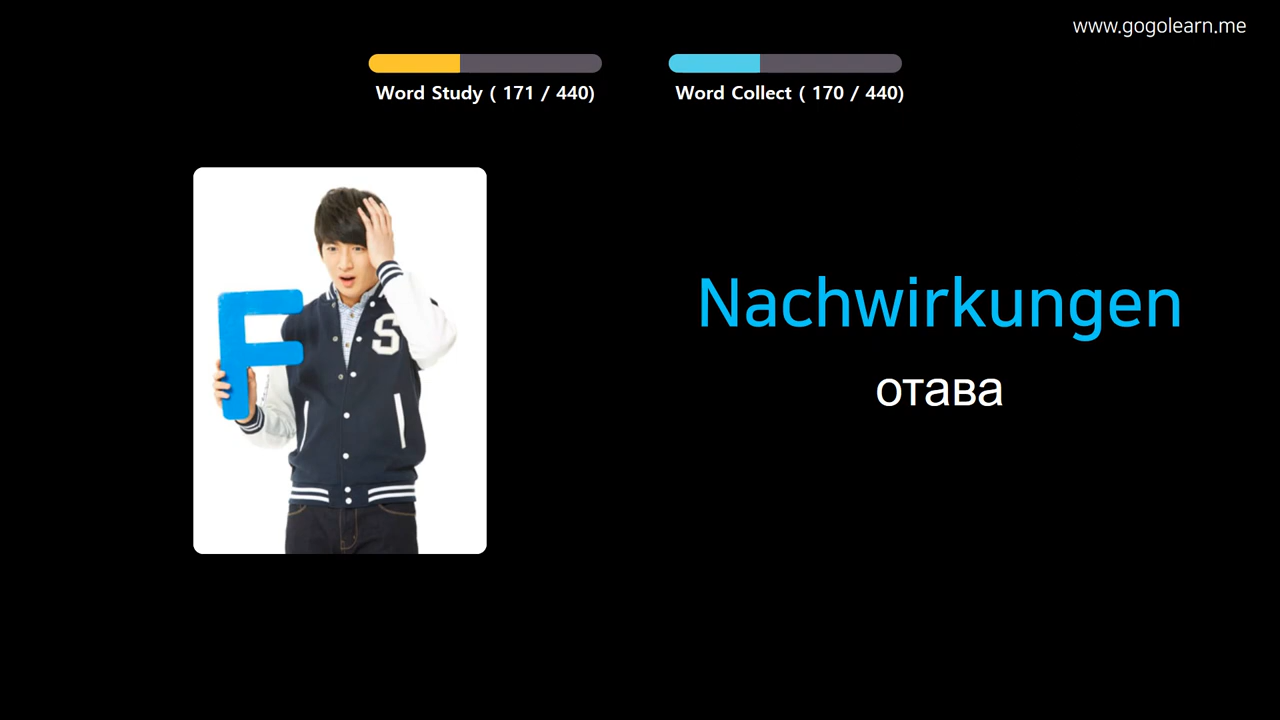 www.gogolearn.me
Word Study ( 171 / 440)
Word Collect ( 170 / 440)
F
S
Nachwirkungen
отава